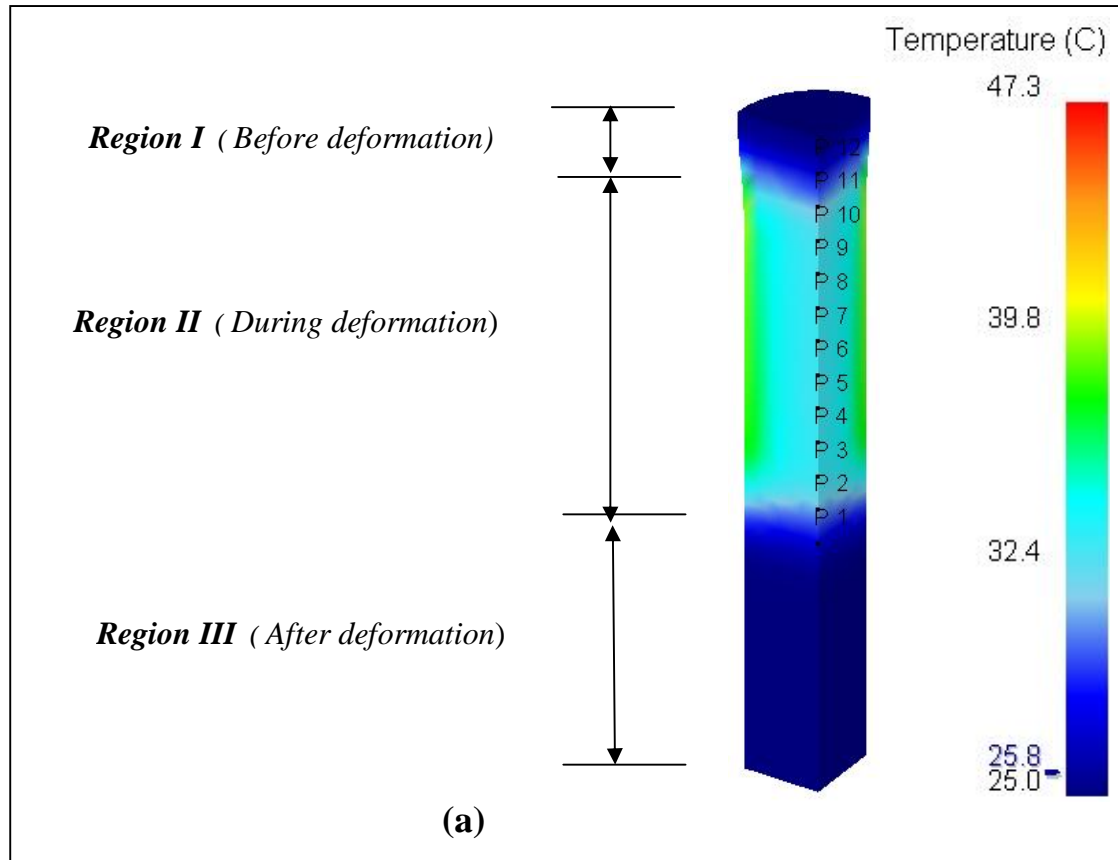 Temperature (C)
47.3
Region I ( Before deformation)
P 12
P 11
P 10
P 9
P 8
Region II ( During deformation)
39.8
P 7
P 6
P 5
P 4
P 3
P 2
P 1
32.4
Region III ( After deformation)
25.8
25.0
(a)